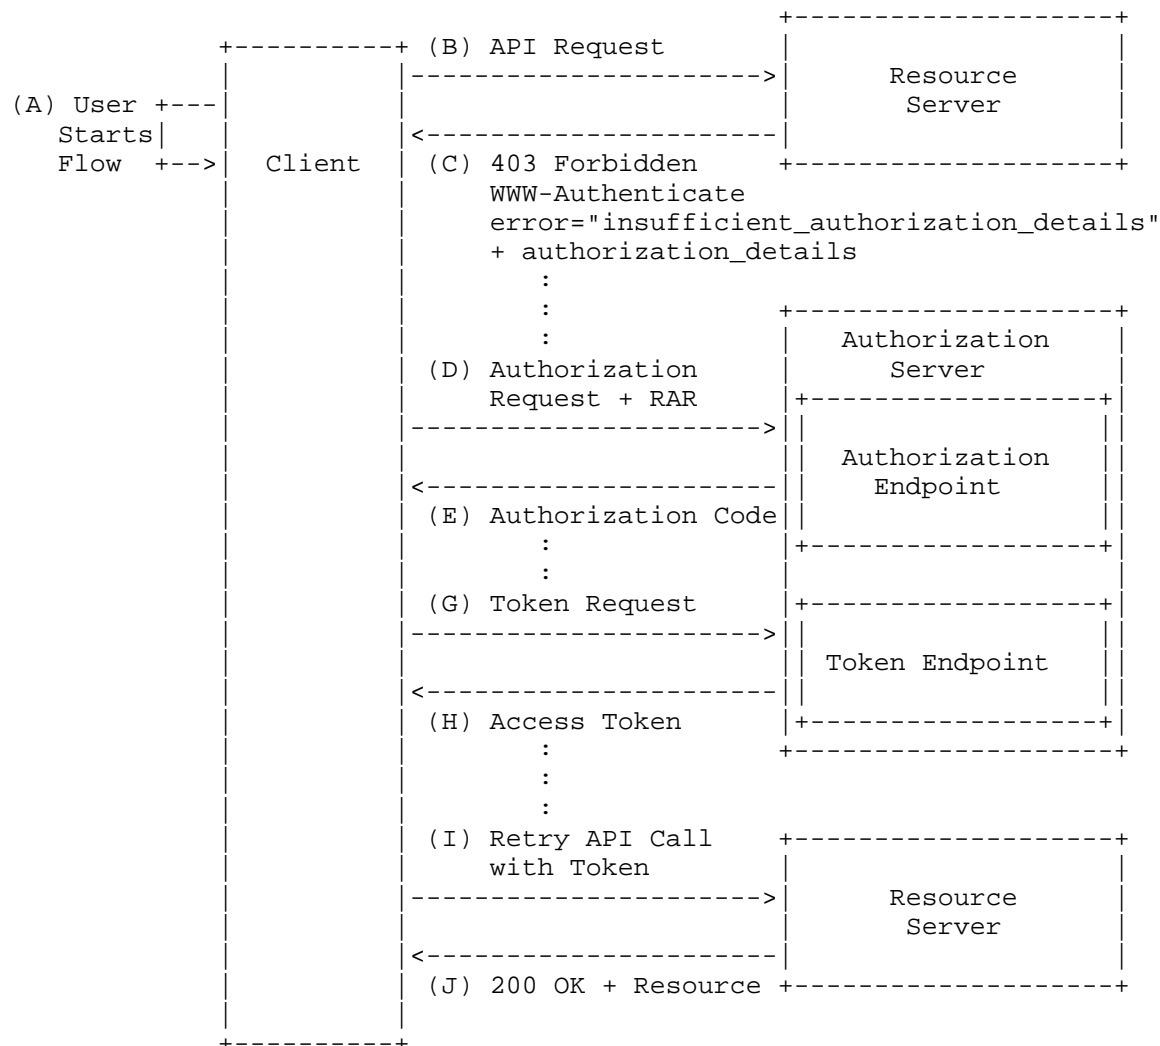 (B) API Request
Resource
(A) User
Server
Starts
Flow
Client
(C) 403 Forbidden
WWW-Authenticate
error="insufficient_authorization_details"
+ authorization_details
:
:
:
Authorization
(D) Authorization
Server
Request + RAR
Authorization
Endpoint
(E) Authorization Code
:
:
(G) Token Request
Token Endpoint
(H) Access Token
:
:
:
(I) Retry API Call
with Token
Resource
Server
(J) 200 OK + Resource